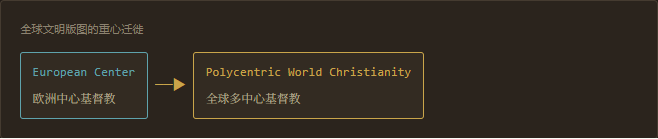 全球文明版图的重心迁徙
European Center
欧洲中心基督教
Polycentric World Christianity
全球多中心基督教